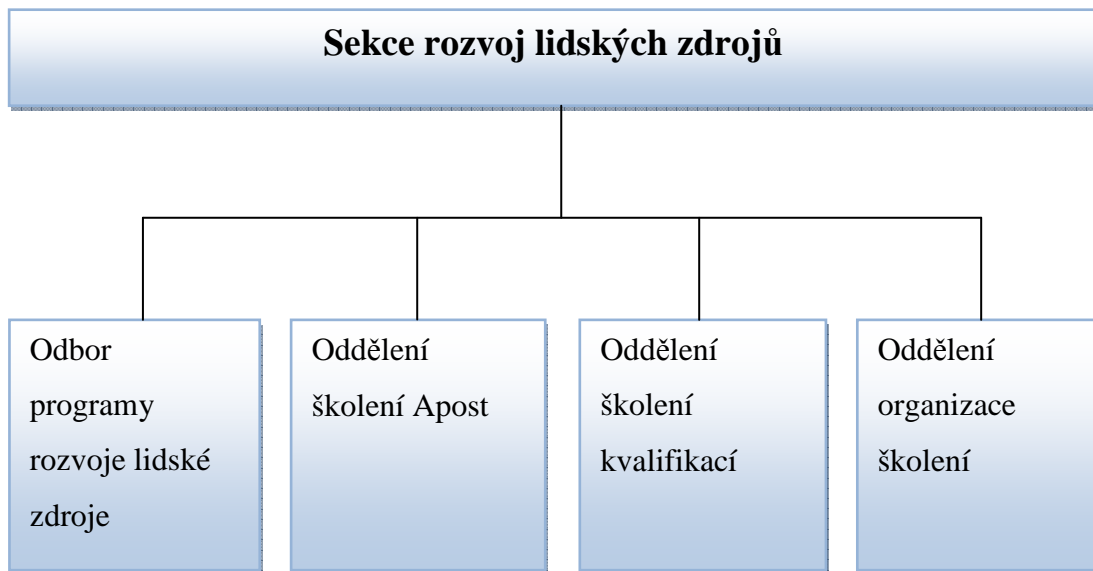 Sekce rozvoj lidských zdrojů
Odbor
programy
rozvoje lidské
zdroje
Oddělení
školení Apost
Oddělení
školení
kvalifikací
Oddělení
organizace
školení